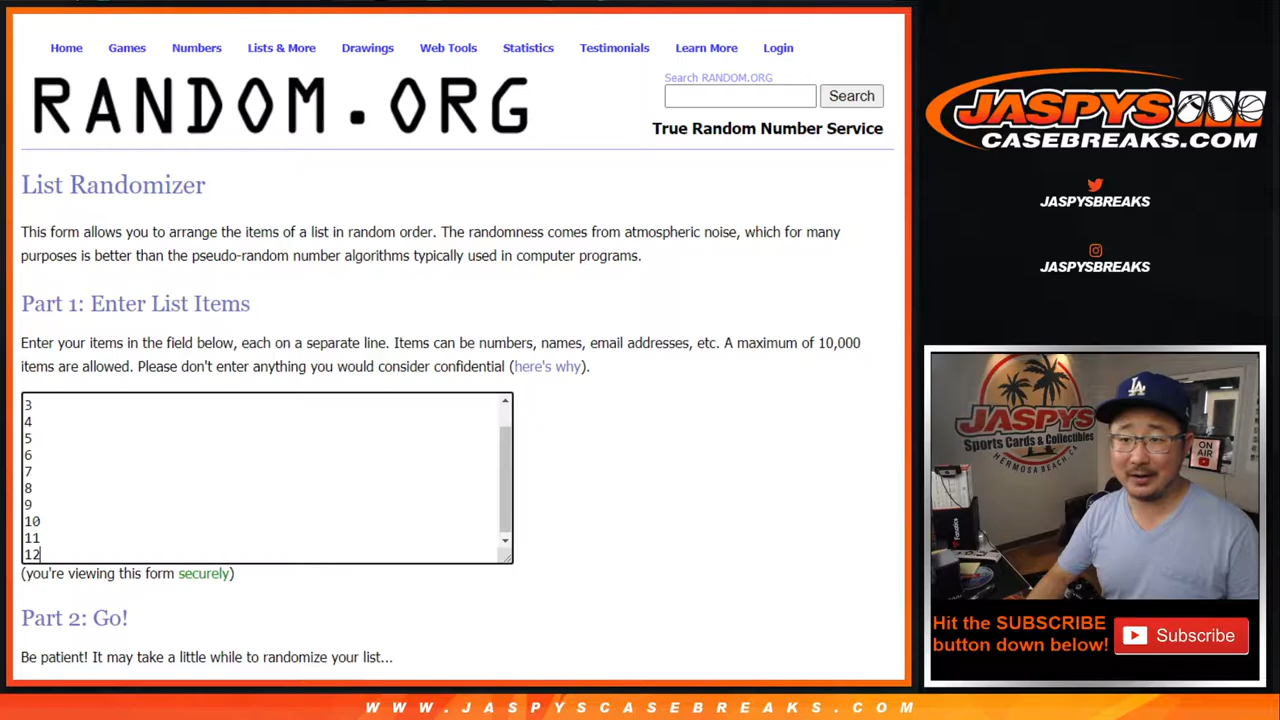 Home Games Numbers Lists & More Drawings Web Tools Statistics Testimonials Learn More Login
RANDOM.ORG
Search RANDOM.ORG
Search
True Random Number Service
List Randomizer
This form allows you to arrange the items of a list in random order. The randomness comes from atmospheric noise, which for many
purposes is better than the pseudo-random number algorithms typically used in computer programs.
Part 1: Enter List Items
Enter your items in the field below, each on a separate line. Items can be numbers, names, email addresses, etc. A maximum of 10,000
items are allowed. Please don't enter anything you would consider confidential (here's why).
3
4
5
6
7
8
9
10
11
12
(you're viewing this form securely)
Part 2: Go!
Be patient! It may take a little while to randomize your list...
JASPYS
CASEBREAKS.COM
JASPYSBREAKS
JASPYSBREAKS
JASPYS
Sports Cards & Collectibles
HERMOSA BEACH, CA
LA
ON
AIR
Fanatics
Hit the SUBSCRIBE
button down below!
Subscribe
WWW.JASPYSCASEBREAKS.COM